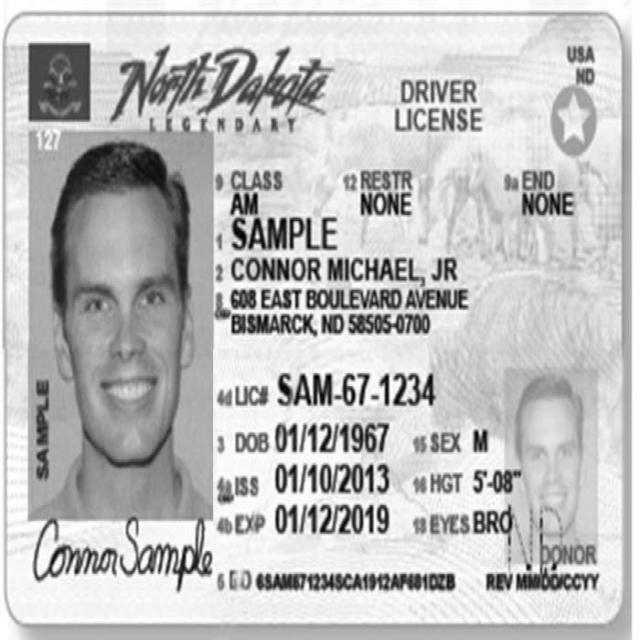 North Dakota
LEGENDARY
DRIVER
LICENSE
USA
ND
127
9 CLASS
AM
12 RESTR
NONE
9a END
NONE
1 SAMPLE
2 CONNOR MICHAEL, JR
8 608 EAST BOULEVARD AVENUE
BISMARCK, ND 58505-0700
4d LIC# SAM-67-1234
3 DOB 01/12/1967 15 SEX M
4a ISS 01/10/2013 16 HGT 5'-08"
4b EXP 01/12/2019 18 EYES BRO
SAMPLE
Connor Sample
ND
DONOR
5 DD 6SAM671234SCA1912AF681DZB REV MM/DD/CCYY